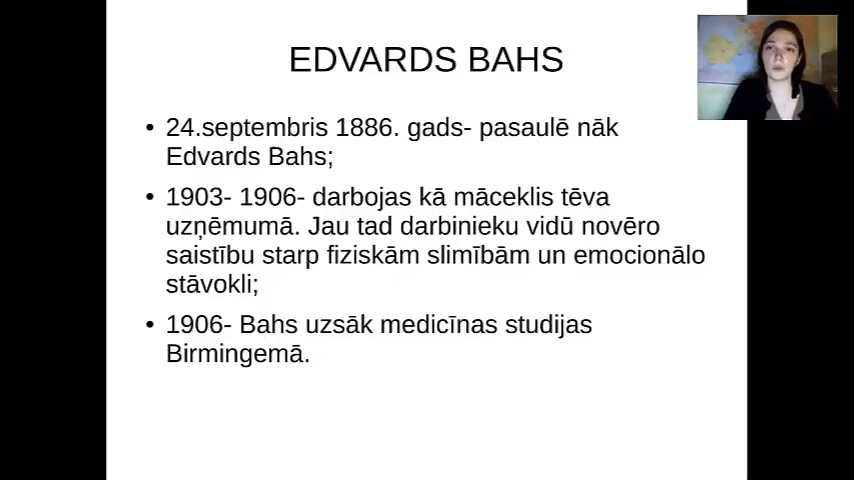 EDVARDS BAHS
• 24.septembris 1886. gads- pasaulē nāk
Edvards Bahs;
• 1903- 1906- darbojas kā māceklis tēva
uzņēmumā. Jau tad darbinieku vidū novēro
saistību starp fiziskām slimībām un emocionālo
stāvokli;
• 1906- Bahs uzsāk medicīnas studijas
Birmingemā.